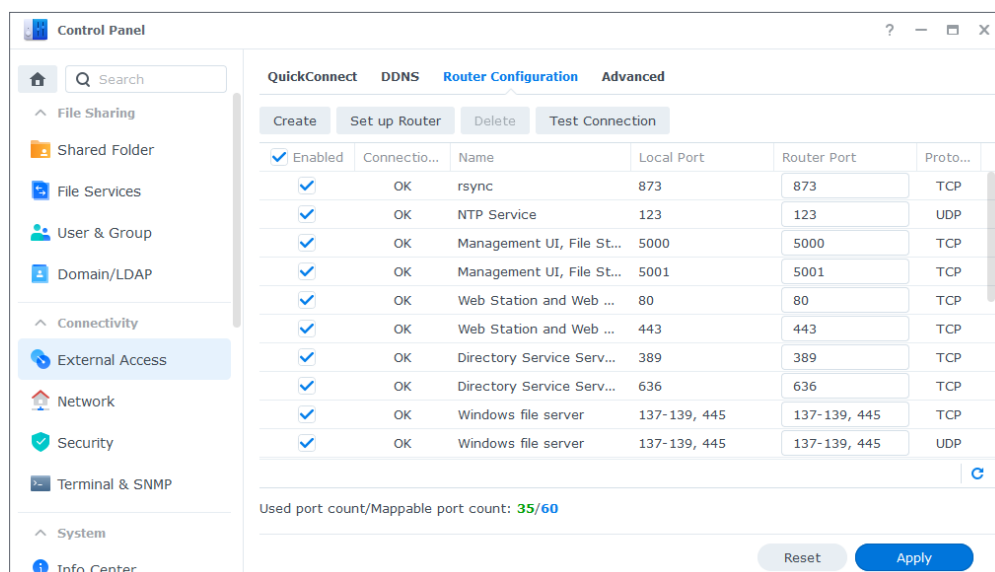 Control Panel
?
Search
QuickConnect DDNS Router Configuration Advanced
File Sharing
Shared Folder
File Services
User & Group
Domain/LDAP
Connectivity
External Access
Network
Security
Terminal & SNMP
System
Info Center
Create Set up Router Delete Test Connection
Enabled Connectio... Name Local Port Router Port Proto...
OK rsync 873 873 TCP
OK NTP Service 123 123 UDP
OK Management UI, File St... 5000 5000 TCP
OK Management UI, File St... 5001 5001 TCP
OK Web Station and Web ... 80 80 TCP
OK Web Station and Web ... 443 443 TCP
OK Directory Service Serv... 389 389 TCP
OK Directory Service Serv... 636 636 TCP
OK Windows file server 137-139, 445 137-139, 445 TCP
OK Windows file server 137-139, 445 137-139, 445 UDP
Used port count/Mappable port count: 35/60
Reset Apply